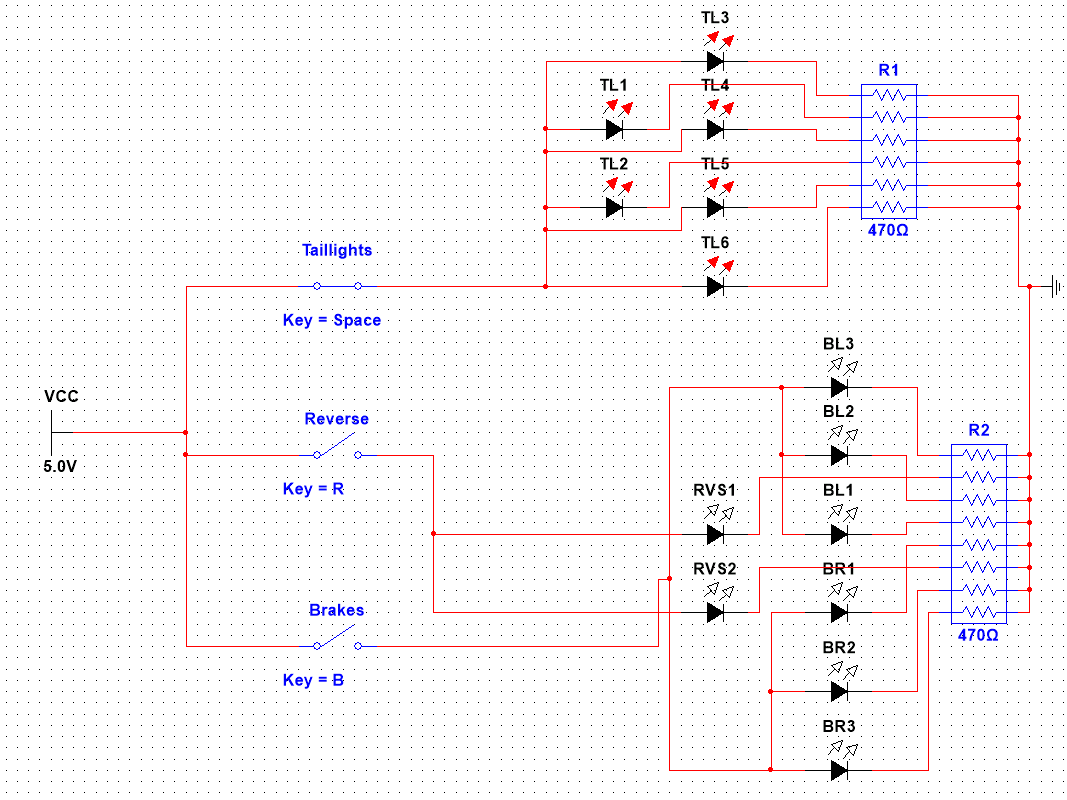 TL3
R1
TL1
TL4
TL2
TL5
470Ω
TL6
Taillights
Key = Space
BL3
VCC
BL2
Reverse
R2
5.0V
Key = R
RVS1
BL1
RVS2
BR1
Brakes
470Ω
BR2
Key = B
BR3